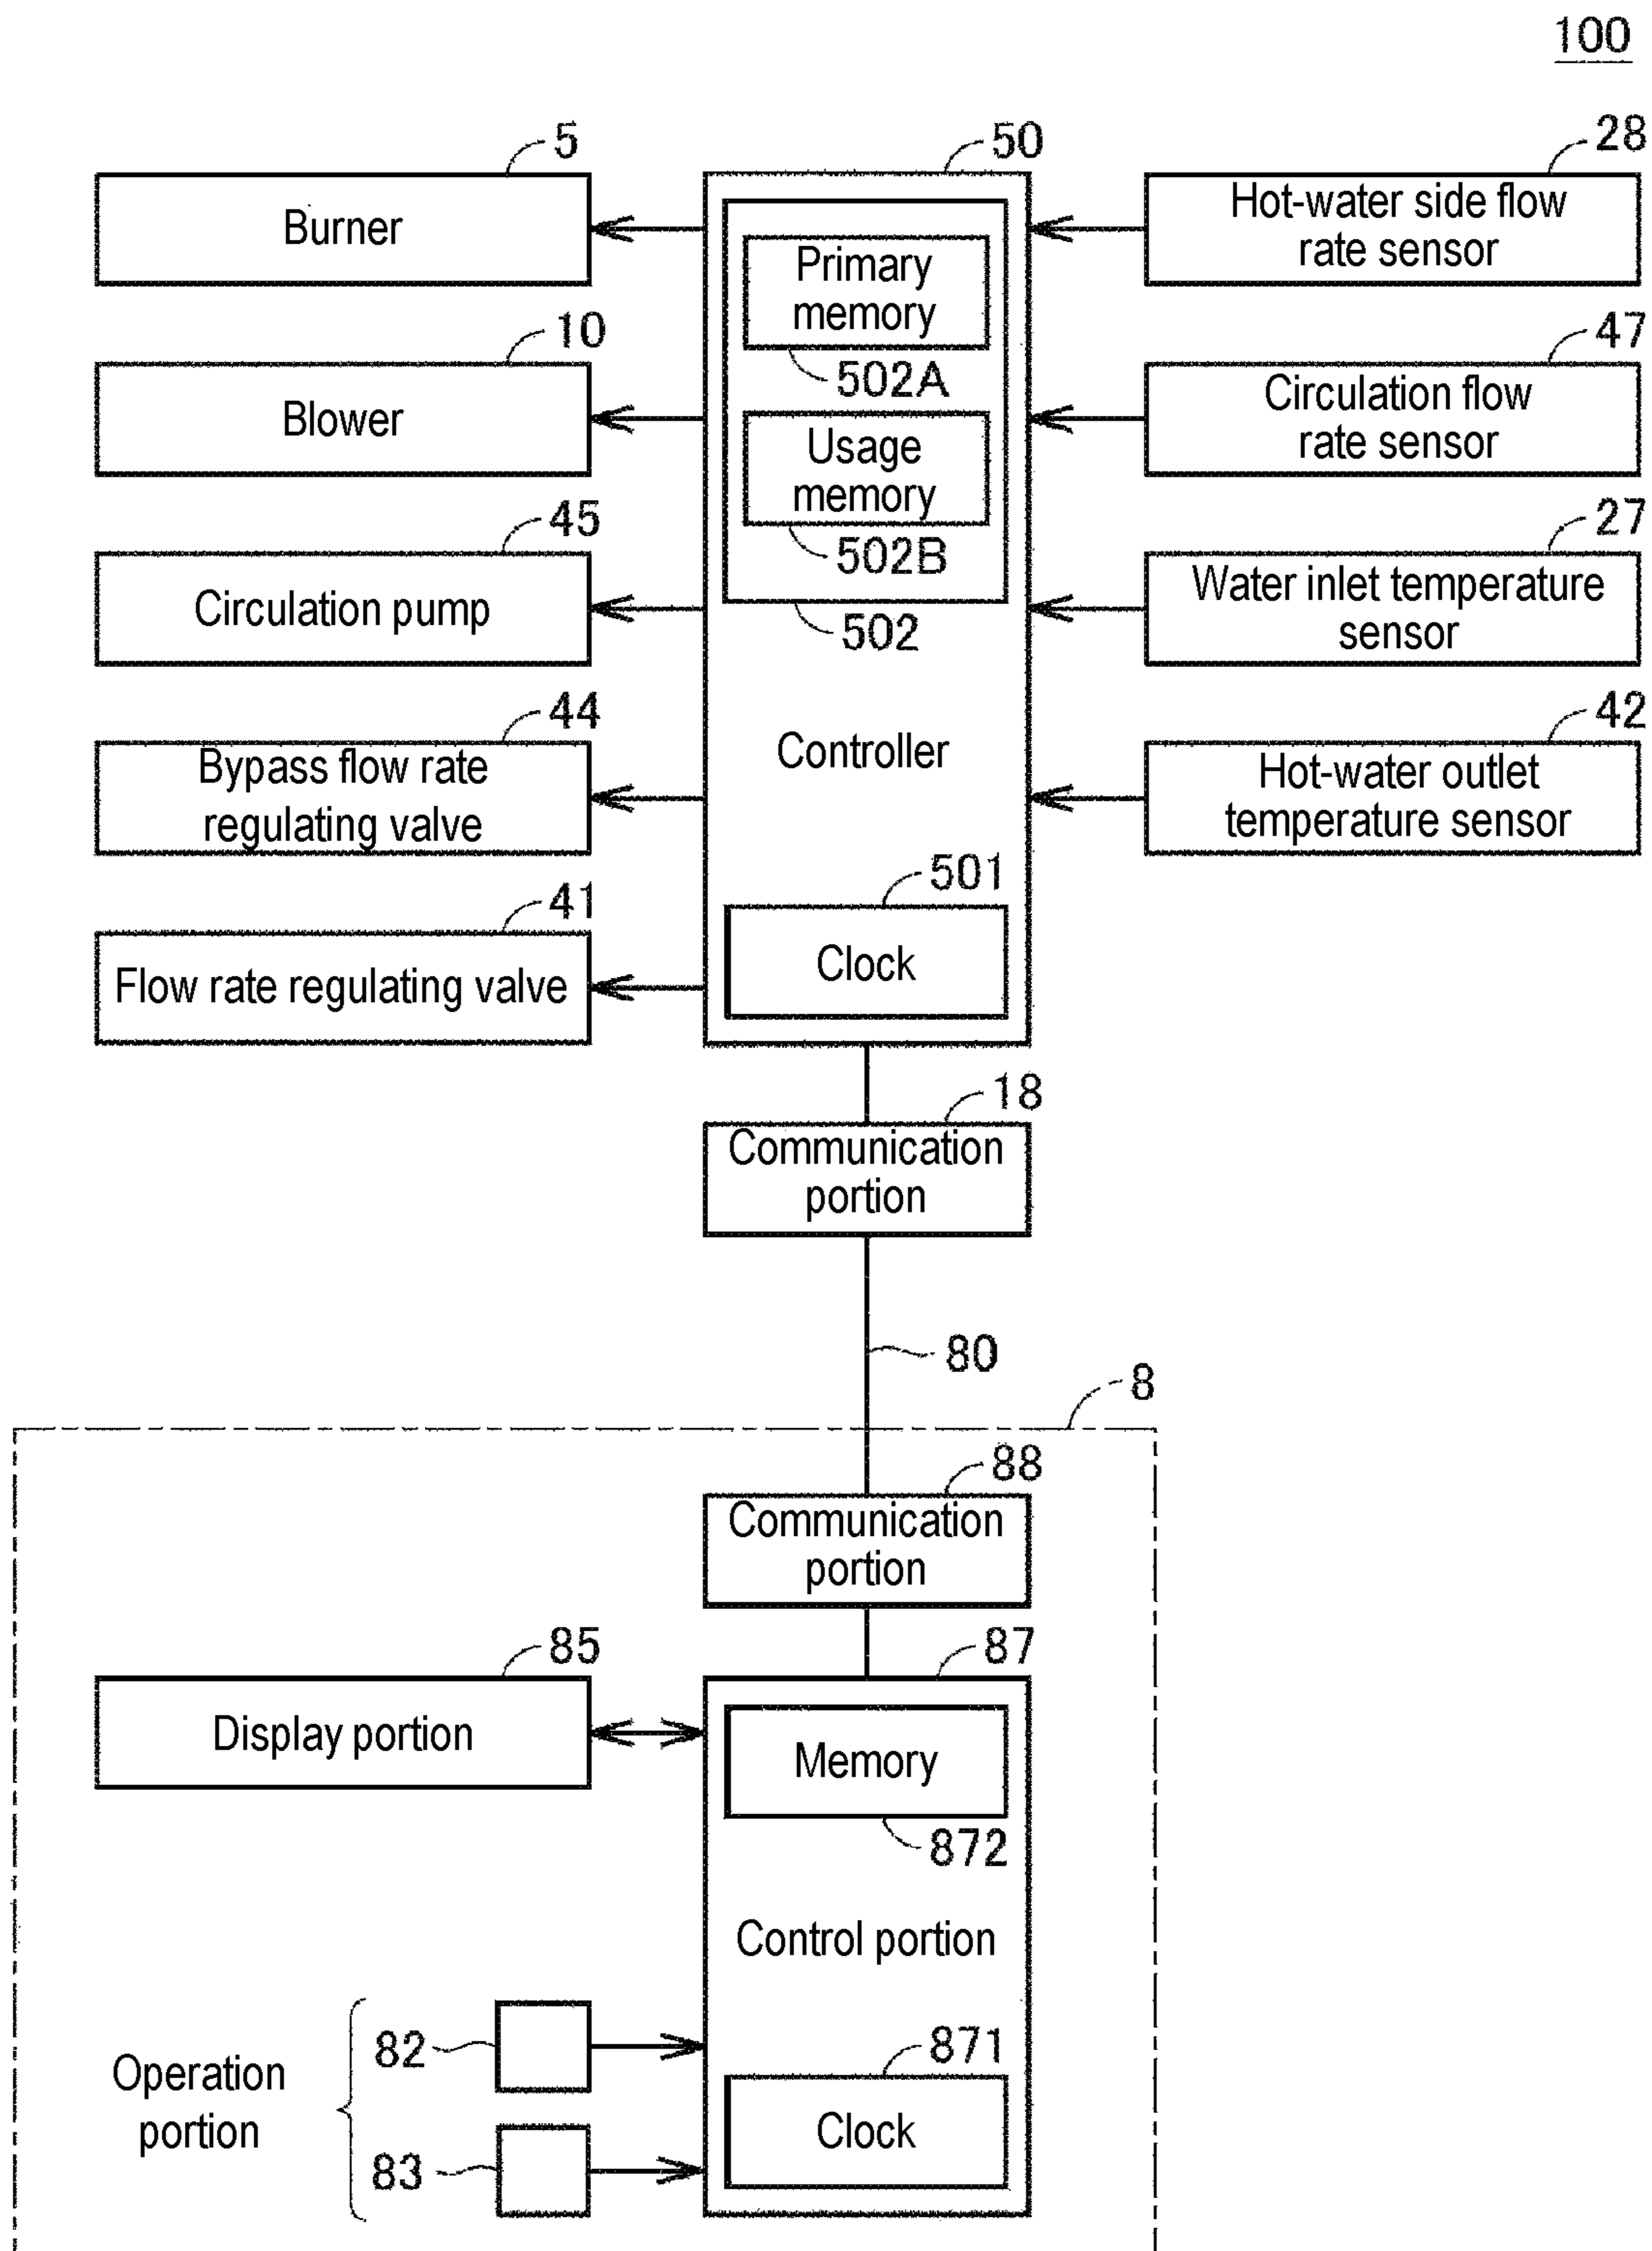 100
5
50
28
Burner
Hot-water side flow
rate sensor
Primary
memory
502A
10
47
Blower
Circulation flow
rate sensor
Usage
memory
502B
45
27
Circulation pump
Water inlet temperature
sensor
502
44
42
Bypass flow rate
regulating valve
Controller
Hot-water outlet
temperature sensor
41
501
Flow rate regulating valve
Clock
18
Communication
portion
80
8
88
Communication
portion
85
87
Display portion
Memory
872
Control portion
Operation
portion
82
83
871
Clock